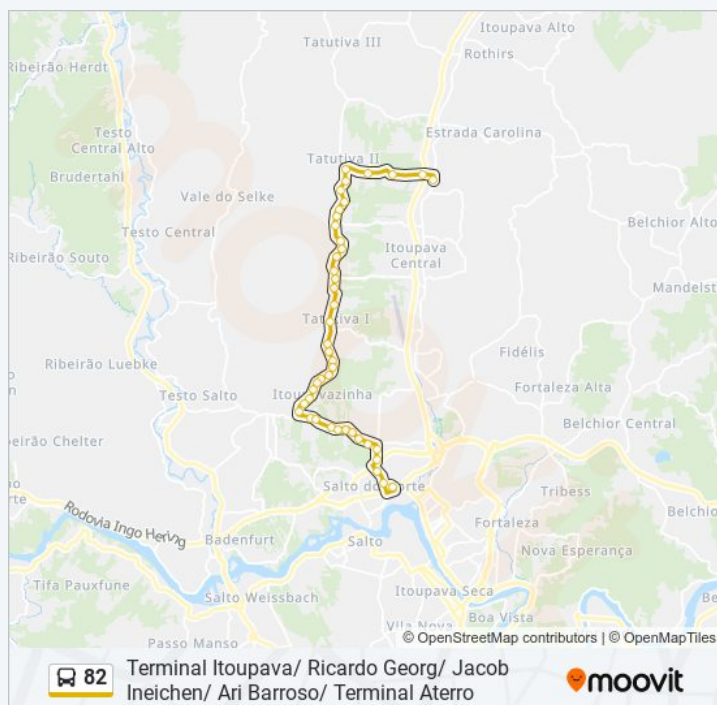 Itoupava Alto
Tatutiva III
Rothirs
Ribeirão Herdt
Estrada Carolina
Testo
Central Alto
Tatutiva II
Brudertahl
Vale do Selke
Belchior Alto
Testo Central
Itoupava
Central
Ribeirão Souto
Mandelst
Tatutiva I
Fidélis
Ribeirão Luebke
Fortaleza Alta
Testo Salto
Itoupavazinha
Belchior Central
beirão Chelter
Salto do Norte
Tribess
Rodovia Ingo Hering
Badenfurt
Fortaleza
Belchior
Salto
Nova Esperança
Tifa Pauxfune
Itoupava Seca
Salto Weissbach
Boa Vista
Vila Nova
Passo Manso
© OpenStreetMap contributors | © OpenMapTiles
82
Terminal Itoupava/ Ricardo Georg/ Jacob
Ineichen/ Ari Barroso/ Terminal Aterro
moovit